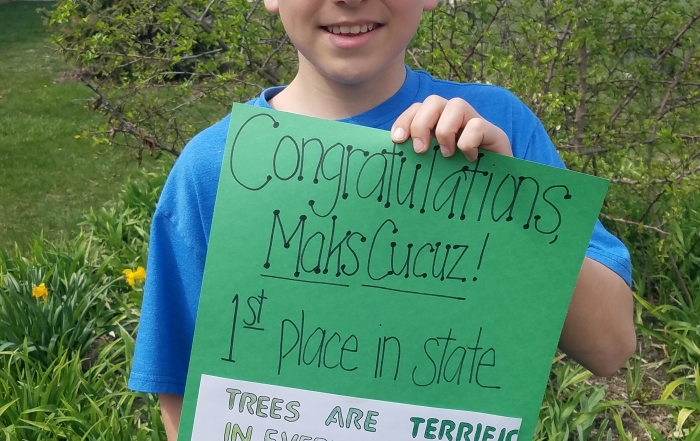 Congratulations,
Maks Cucuz!
1st place in state
TREES ARE TERRIFIC
IN